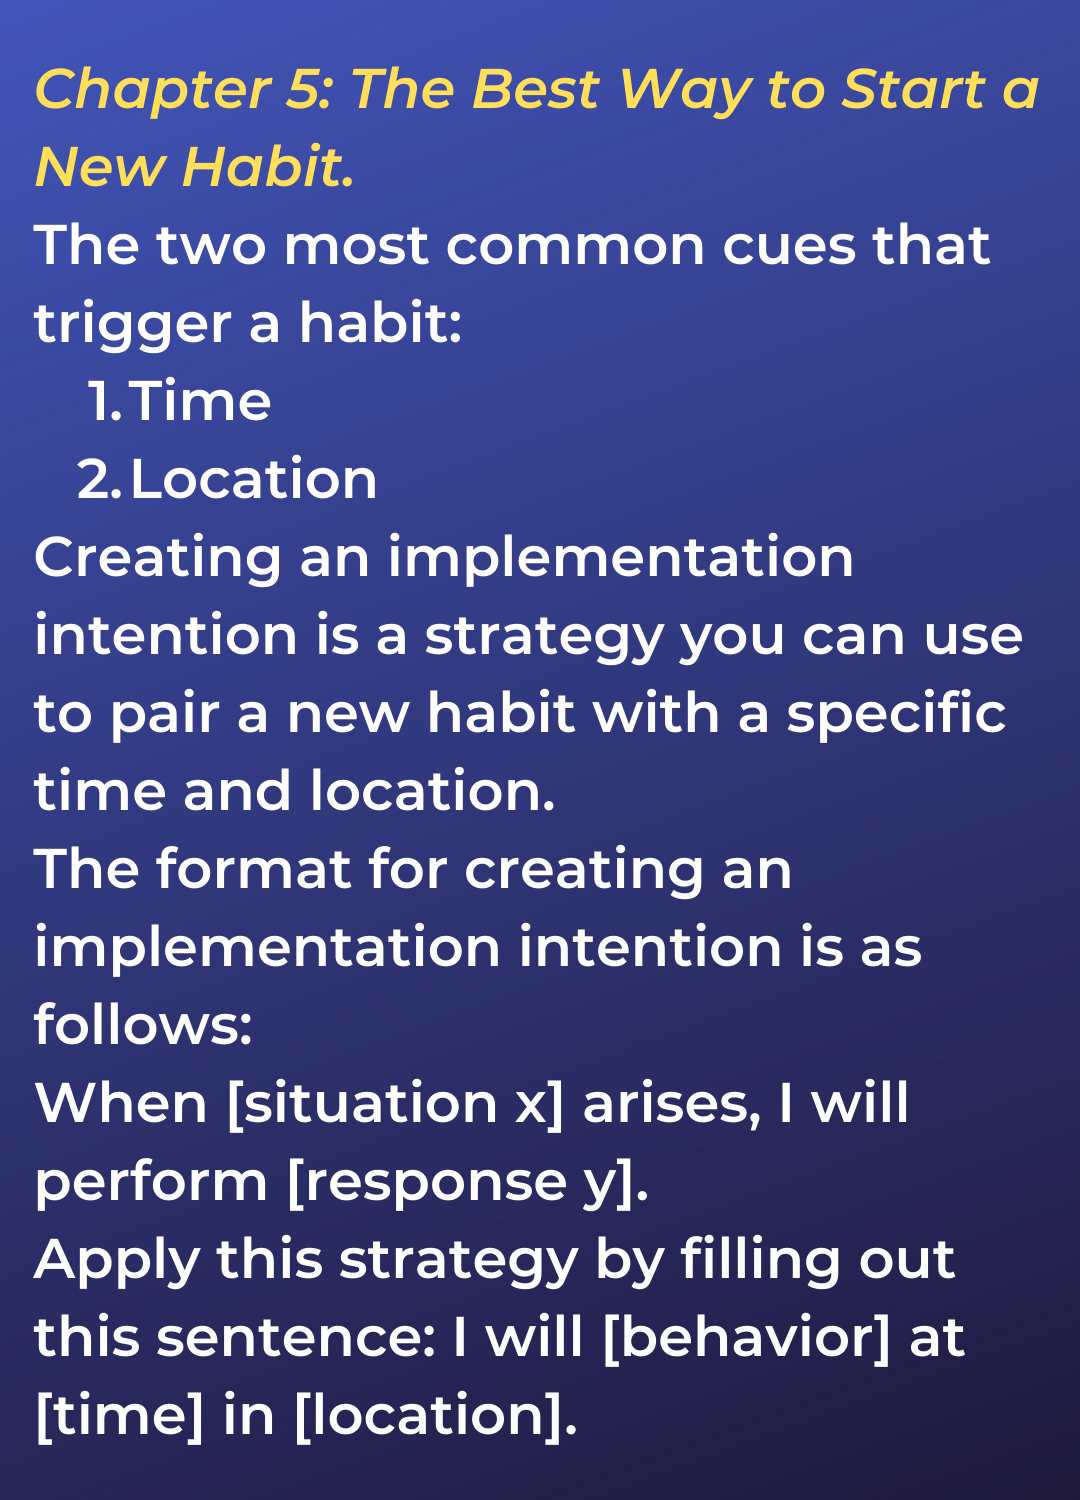 Chapter 5: The Best Way to Start a
New Habit.
The two most common cues that
trigger a habit:
1. Time
2. Location
Creating an implementation
intention is a strategy you can use
to pair a new habit with a specific
time and location.
The format for creating an
implementation intention is as
follows:
When [situation x] arises, I will
perform [response y].
Apply this strategy by filling out
this sentence: I will [behavior] at
[time] in [location].